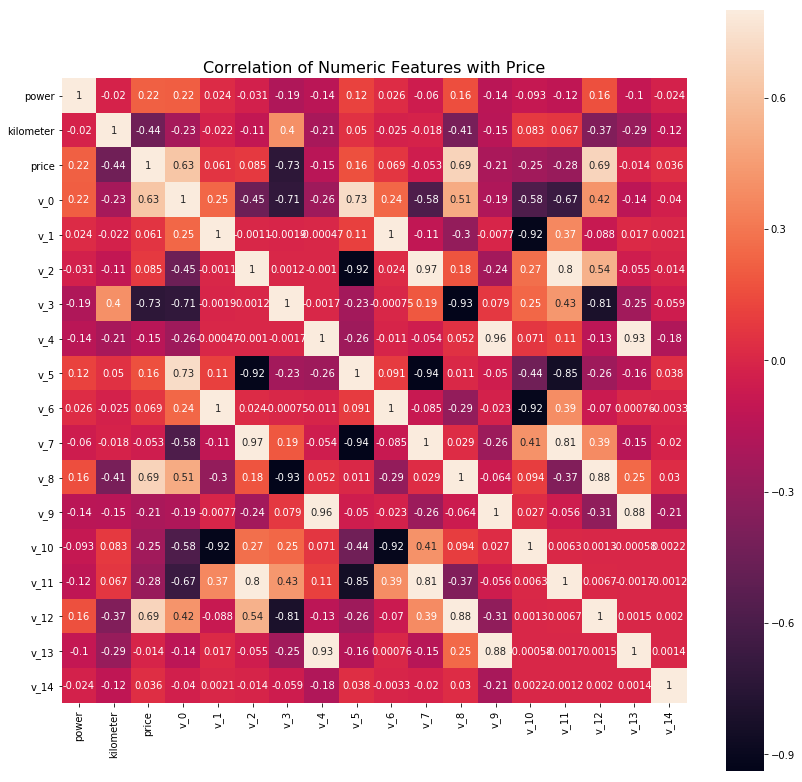 Correlation of Numeric Features with Price
power 1 -0.02 0.22 0.22 0.024 -0.031 -0.19 -0.14 0.12 0.026 -0.06 0.16 -0.14 -0.093 -0.12 0.16 -0.1 -0.024
kilometer -0.02 1 -0.44 -0.23 -0.022 -0.11 0.4 -0.21 0.05 -0.025 -0.018 -0.41 -0.15 0.083 0.067 -0.37 -0.29 -0.12
price 0.22 -0.44 1 0.63 0.061 0.085 -0.73 -0.15 0.16 0.069 -0.053 0.69 -0.21 -0.25 -0.28 0.69 -0.014 0.036
v_0 0.22 -0.23 0.63 1 0.25 -0.45 -0.71 -0.26 0.73 0.24 -0.58 0.51 -0.19 -0.58 -0.67 0.42 -0.14 -0.04
v_1 0.024 -0.022 0.061 0.25 1 -0.0011 -0.0019 -0.00047 0.11 1 -0.11 -0.3 -0.0077 -0.92 0.37 -0.088 0.017 0.0021
v_2 -0.031 -0.11 0.085 -0.45 -0.0011 1 0.0012 -0.001 -0.92 0.024 0.97 0.18 -0.24 0.27 0.8 0.54 -0.055 -0.014
v_3 -0.19 0.4 -0.73 -0.71 -0.0019 0.0012 1 -0.0017 -0.23 -0.00075 0.19 -0.93 0.079 0.25 0.43 -0.81 -0.25 -0.059
v_4 -0.14 -0.21 -0.15 -0.26 -0.00047 -0.001 -0.0017 1 -0.26 -0.011 -0.054 0.052 0.96 0.071 0.11 -0.13 0.93 -0.18
v_5 0.12 0.05 0.16 0.73 0.11 -0.92 -0.23 -0.26 1 0.091 -0.94 0.011 -0.05 -0.44 -0.85 -0.26 -0.16 0.038
v_6 0.026 -0.025 0.069 0.24 1 0.024 -0.00075 -0.011 0.091 1 -0.085 -0.29 -0.023 -0.92 0.39 -0.07 0.00076 -0.0033
v_7 -0.06 -0.018 -0.053 -0.58 -0.11 0.97 0.19 -0.054 -0.94 -0.085 1 0.029 -0.26 0.41 0.81 0.39 -0.15 -0.02
v_8 0.16 -0.41 0.69 0.51 -0.3 0.18 -0.93 0.052 0.011 -0.29 0.029 1 -0.064 0.094 -0.37 0.88 0.25 0.03
v_9 -0.14 -0.15 -0.21 -0.19 -0.0077 -0.24 0.079 0.96 -0.05 -0.023 -0.26 -0.064 1 0.027 -0.056 -0.31 0.88 -0.21
v_10 -0.093 0.083 -0.25 -0.58 -0.92 0.27 0.25 0.071 -0.44 -0.92 0.41 0.094 0.027 1 0.0063 0.0013 -0.00058 0.0022
v_11 -0.12 0.067 -0.28 -0.67 0.37 0.8 0.43 0.11 -0.85 0.39 0.81 -0.37 -0.056 0.0063 1 0.0067 -0.0017 -0.0012
v_12 0.16 -0.37 0.69 0.42 -0.088 0.54 -0.81 -0.13 -0.26 -0.07 0.39 0.88 -0.31 0.0013 0.0067 1 0.0015 0.002
v_13 -0.1 -0.29 -0.014 -0.14 0.017 -0.055 -0.25 0.93 -0.16 0.00076 -0.15 0.25 0.88 -0.00058 -0.0017 0.0015 1 0.0014
v_14 -0.024 -0.12 0.036 -0.04 0.0021 -0.014 -0.059 -0.18 0.038 -0.0033 -0.02 0.03 -0.21 0.0022 -0.0012 0.002 0.0014 1
power kilometer price v_0 v_1 v_2 v_3 v_4 v_5 v_6 v_7 v_8 v_9 v_10 v_11 v_12 v_13 v_14
0.6
0.3
0.0
−0.3
−0.6
−0.9